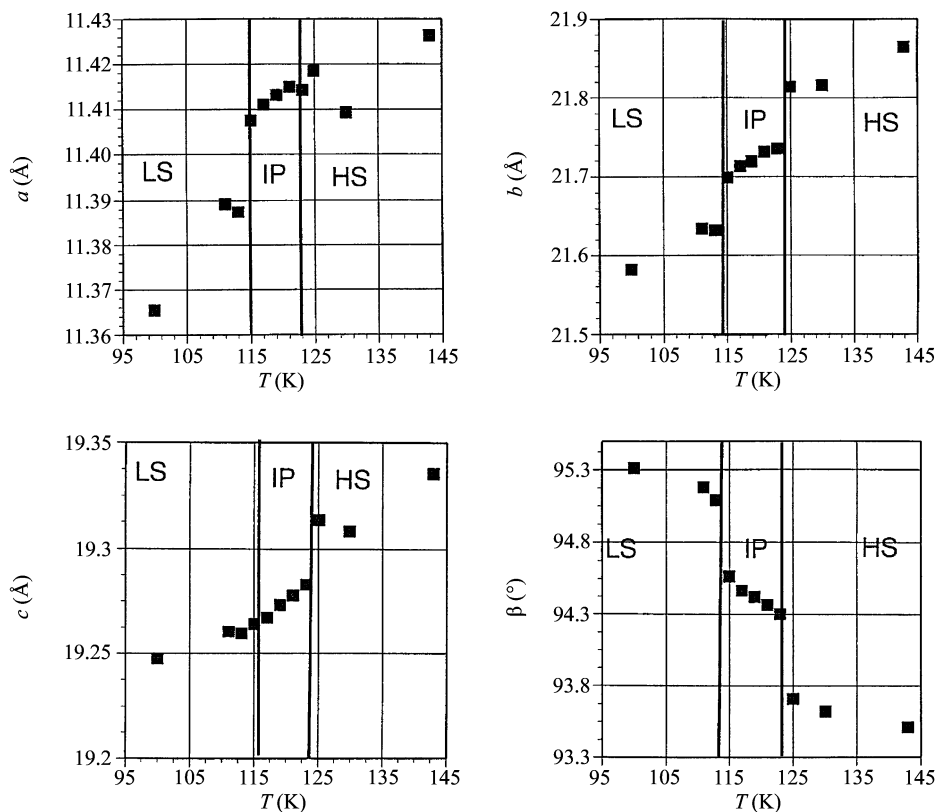 a (Å)
11.43
11.42
11.41
11.40
11.39
11.38
11.37
11.36
LS
IP
HS
95 105 115 125 135 145
T (K)
b (Å)
21.9
21.8
21.7
21.6
21.5
LS
IP
HS
95 105 115 125 135 145
T (K)
c (Å)
19.35
19.3
19.25
19.2
LS
IP
HS
95 105 115 125 135 145
T (K)
β (°)
95.3
94.8
94.3
93.8
93.3
LS
IP
HS
95 105 115 125 135 145
T (K)